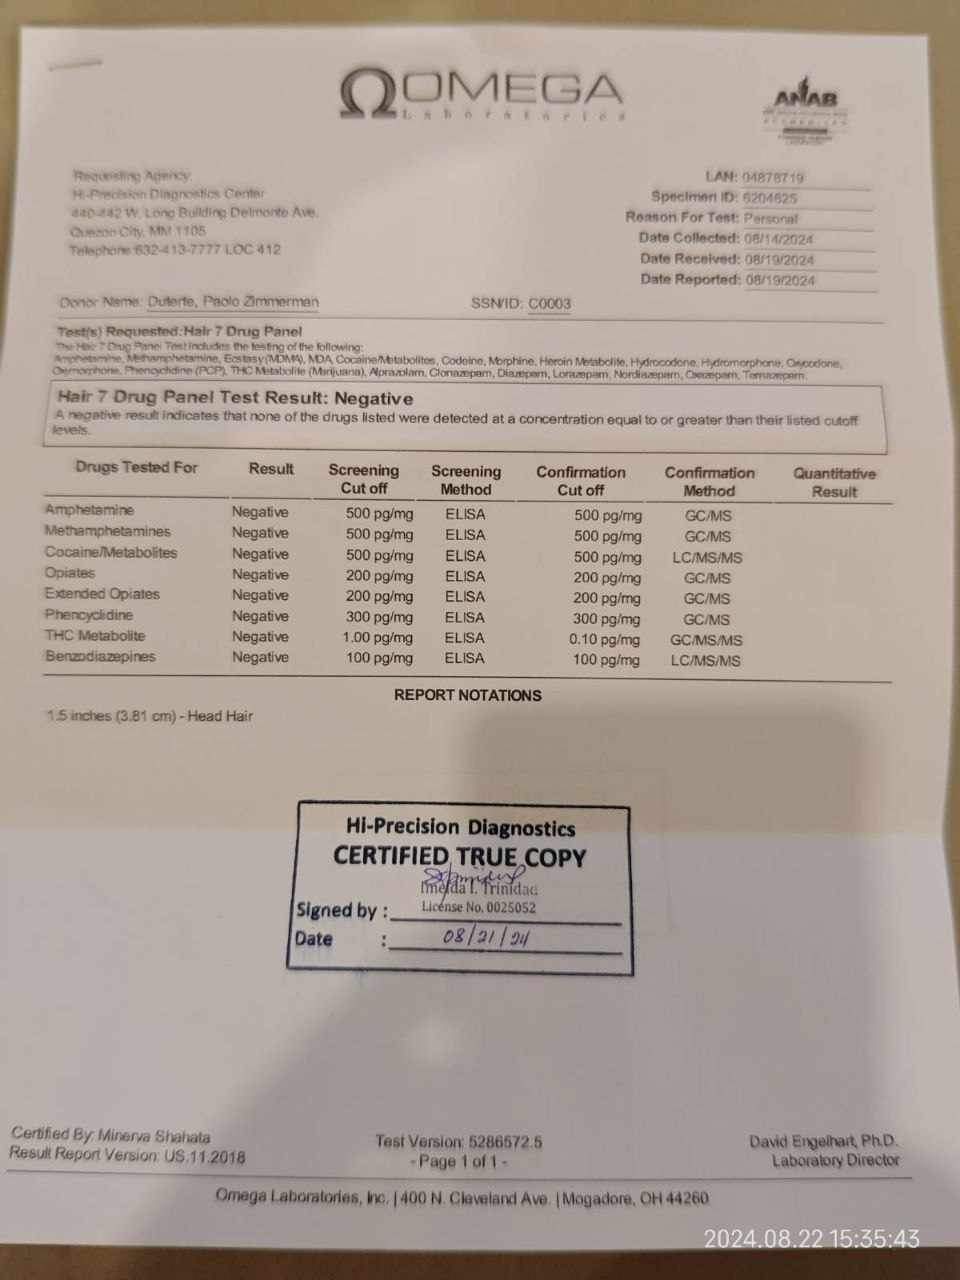 Ω OMEGA
Laboratories
ANAB
ACCREDITED
Requesting Agency:
Hi-Precision Diagnostics Center
440-442 W. Long Building Delmonte Ave.
Quezon City, MM 1105
Telephone:632-413-7777 LOC 412
LAN: 04878719
Specimen ID: 6204625
Reason For Test: Personal
Date Collected: 08/14/2024
Date Received: 08/19/2024
Date Reported: 08/19/2024
Donor Name: Duterte, Paolo Zimmerman SSN/ID: C0003
Test(s) Requested:Hair 7 Drug Panel
The Hair 7 Drug Panel Test includes the testing of the following:
Amphetamine, Methamphetamine, Ecstasy (MDMA), MDA, Cocaine/Metabolites, Codeine, Morphine, Heroin Metabolite, Hydrocodone, Hydromorphone, Oxycodone,
Oxymorphone, Phencyclidine (PCP), THC Metabolite (Marijuana), Alprazolam, Clonazepam, Diazepam, Lorazepam, Nordiazepam, Oxazepam, Temazepam.
Hair 7 Drug Panel Test Result: Negative
A negative result indicates that none of the drugs listed were detected at a concentration equal to or greater than their listed cutoff
levels.
Drugs Tested For Result Screening Cut off Screening Method Confirmation Cut off Confirmation Method Quantitative Result
Amphetamine Negative 500 pg/mg ELISA 500 pg/mg GC/MS
Methamphetamines Negative 500 pg/mg ELISA 500 pg/mg GC/MS
Cocaine/Metabolites Negative 500 pg/mg ELISA 500 pg/mg LC/MS/MS
Opiates Negative 200 pg/mg ELISA 200 pg/mg GC/MS
Extended Opiates Negative 200 pg/mg ELISA 200 pg/mg GC/MS
Phencyclidine Negative 300 pg/mg ELISA 300 pg/mg GC/MS
THC Metabolite Negative 1.00 pg/mg ELISA 0.10 pg/mg GC/MS/MS
Benzodiazepines Negative 100 pg/mg ELISA 100 pg/mg LC/MS/MS
REPORT NOTATIONS
1.5 inches (3.81 cm) - Head Hair
Hi-Precision Diagnostics
CERTIFIED TRUE COPY
Imelda I. Trinidad
License No. 0025052
Signed by :
Date : 08/21/24
Certified By: Minerva Shahata
Result Report Version: US.11.2018
Test Version: 5286572.5
- Page 1 of 1 -
David Engelhart, Ph.D.
Laboratory Director
Omega Laboratories, Inc. | 400 N. Cleveland Ave. | Mogadore, OH 44260
2024.08.22 15:35:43